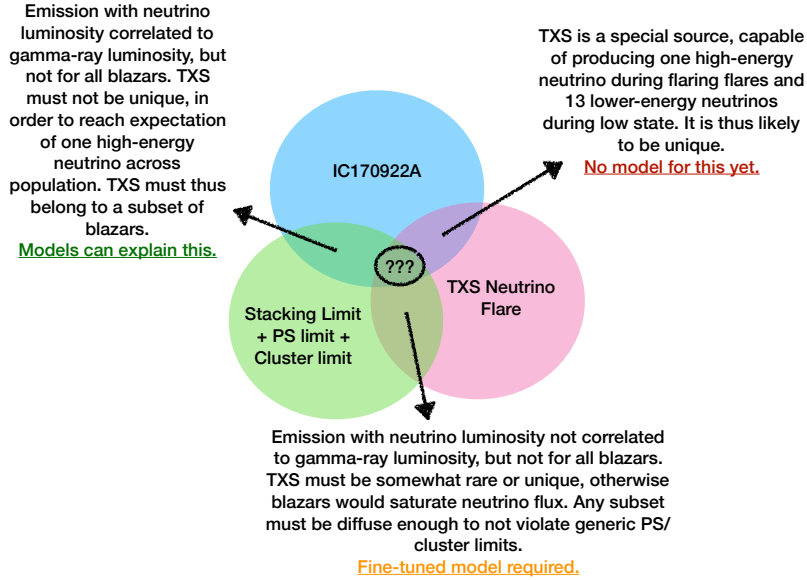 Emission with neutrino
luminosity correlated to
gamma-ray luminosity, but
not for all blazars. TXS
must not be unique, in
order to reach expectation
of one high-energy
neutrino across
population. TXS must thus
belong to a subset of
blazars.
Models can explain this.
TXS is a special source, capable
of producing one high-energy
neutrino during flaring flares and
13 lower-energy neutrinos
during low state. It is thus likely
to be unique.
No model for this yet.
IC170922A
???
Stacking Limit
+ PS limit +
Cluster limit
TXS Neutrino
Flare
Emission with neutrino luminosity not correlated
to gamma-ray luminosity, but not for all blazars.
TXS must be somewhat rare or unique, otherwise
blazars would saturate neutrino flux. Any subset
must be diffuse enough to not violate generic PS/
cluster limits.
Fine-tuned model required.